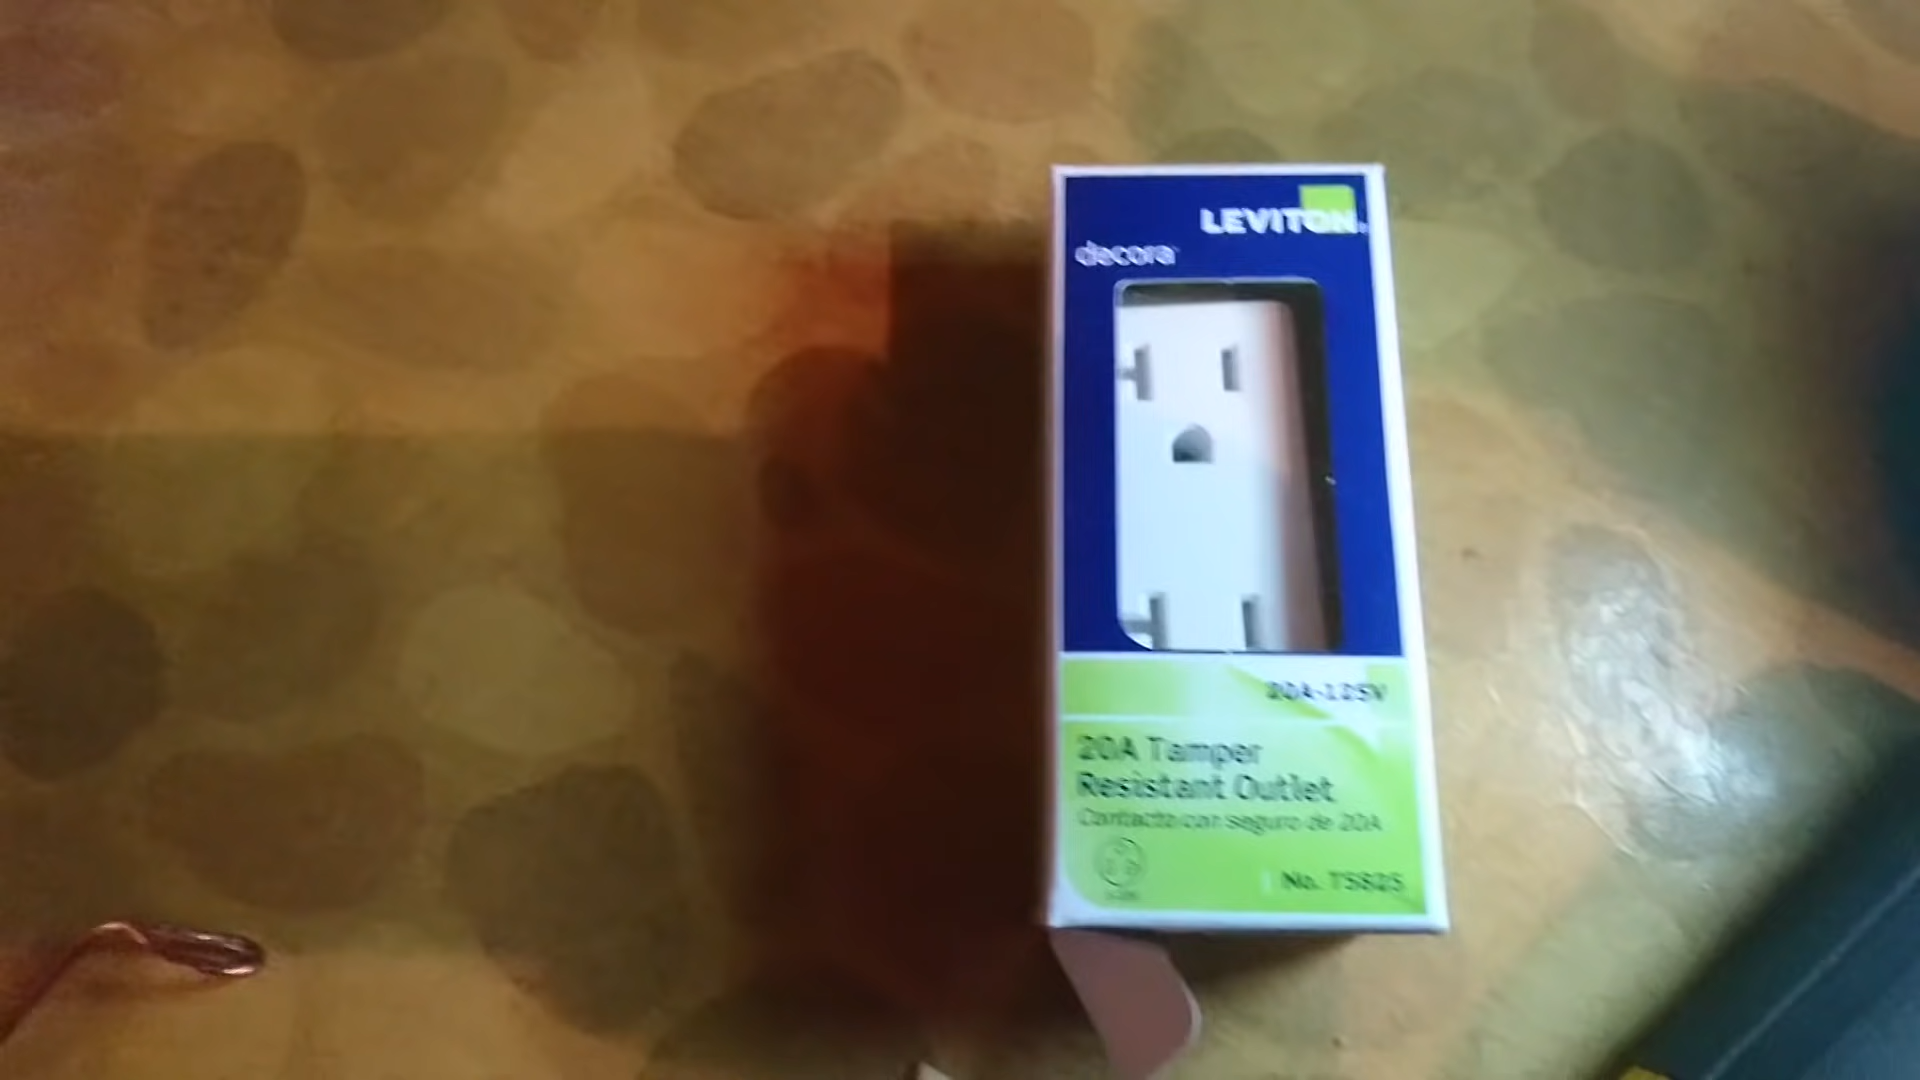 LEVITON
decora
20A-125V
20A Tamper
Resistant Outlet
Contacto con seguro de 20A
No. T5825